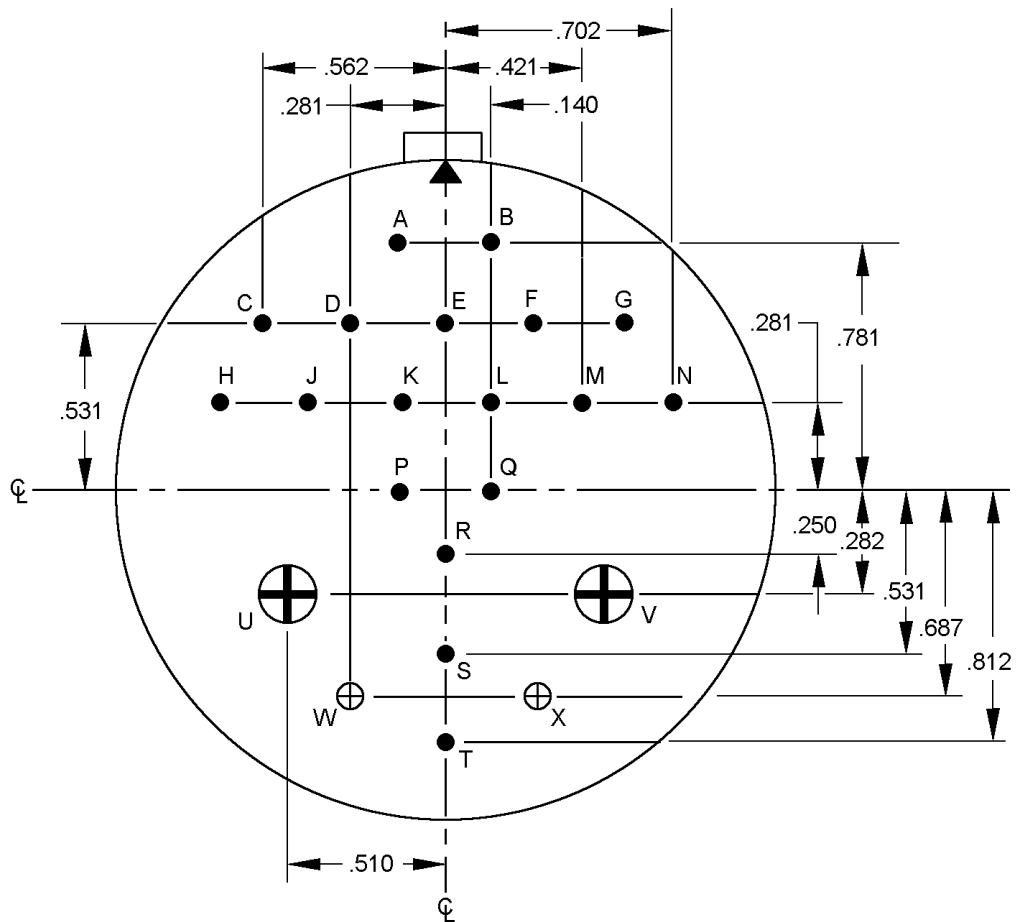 .702
.562
.421
.281
.140
A
B
C
D
E
F
G
.281
.781
H
J
K
L
M
N
.531
P
Q
℄
R
.250
.282
.531
U
V
.687
S
.812
W
X
T
.510
℄